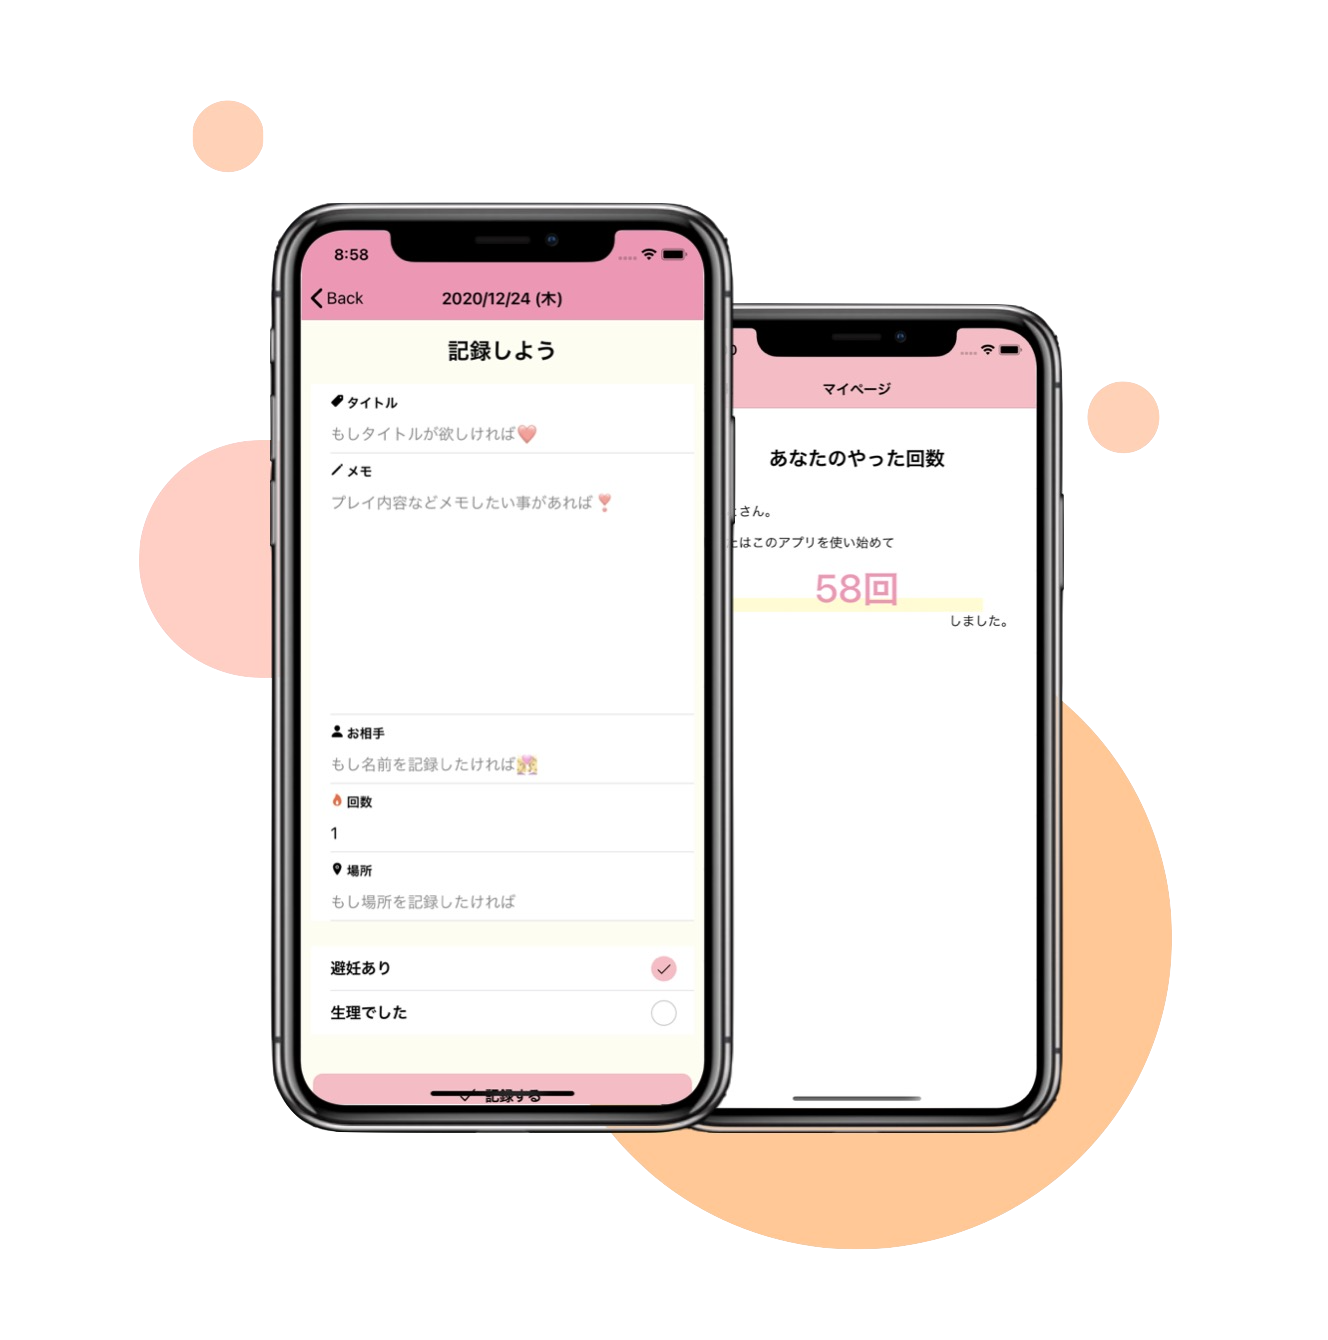 8:58
Back
2020/12/24 (木)
記録しよう
タイトル
もしタイトルが欲しければ
メモ
プレイ内容などメモしたい事があれば
お相手
もし名前を記録したければ
回数
1
場所
もし場所を記録したければ
避妊あり
生理でした
記録する
マイページ
あなたのやった回数
さん。
はこのアプリを使い始めて
58回
しました。